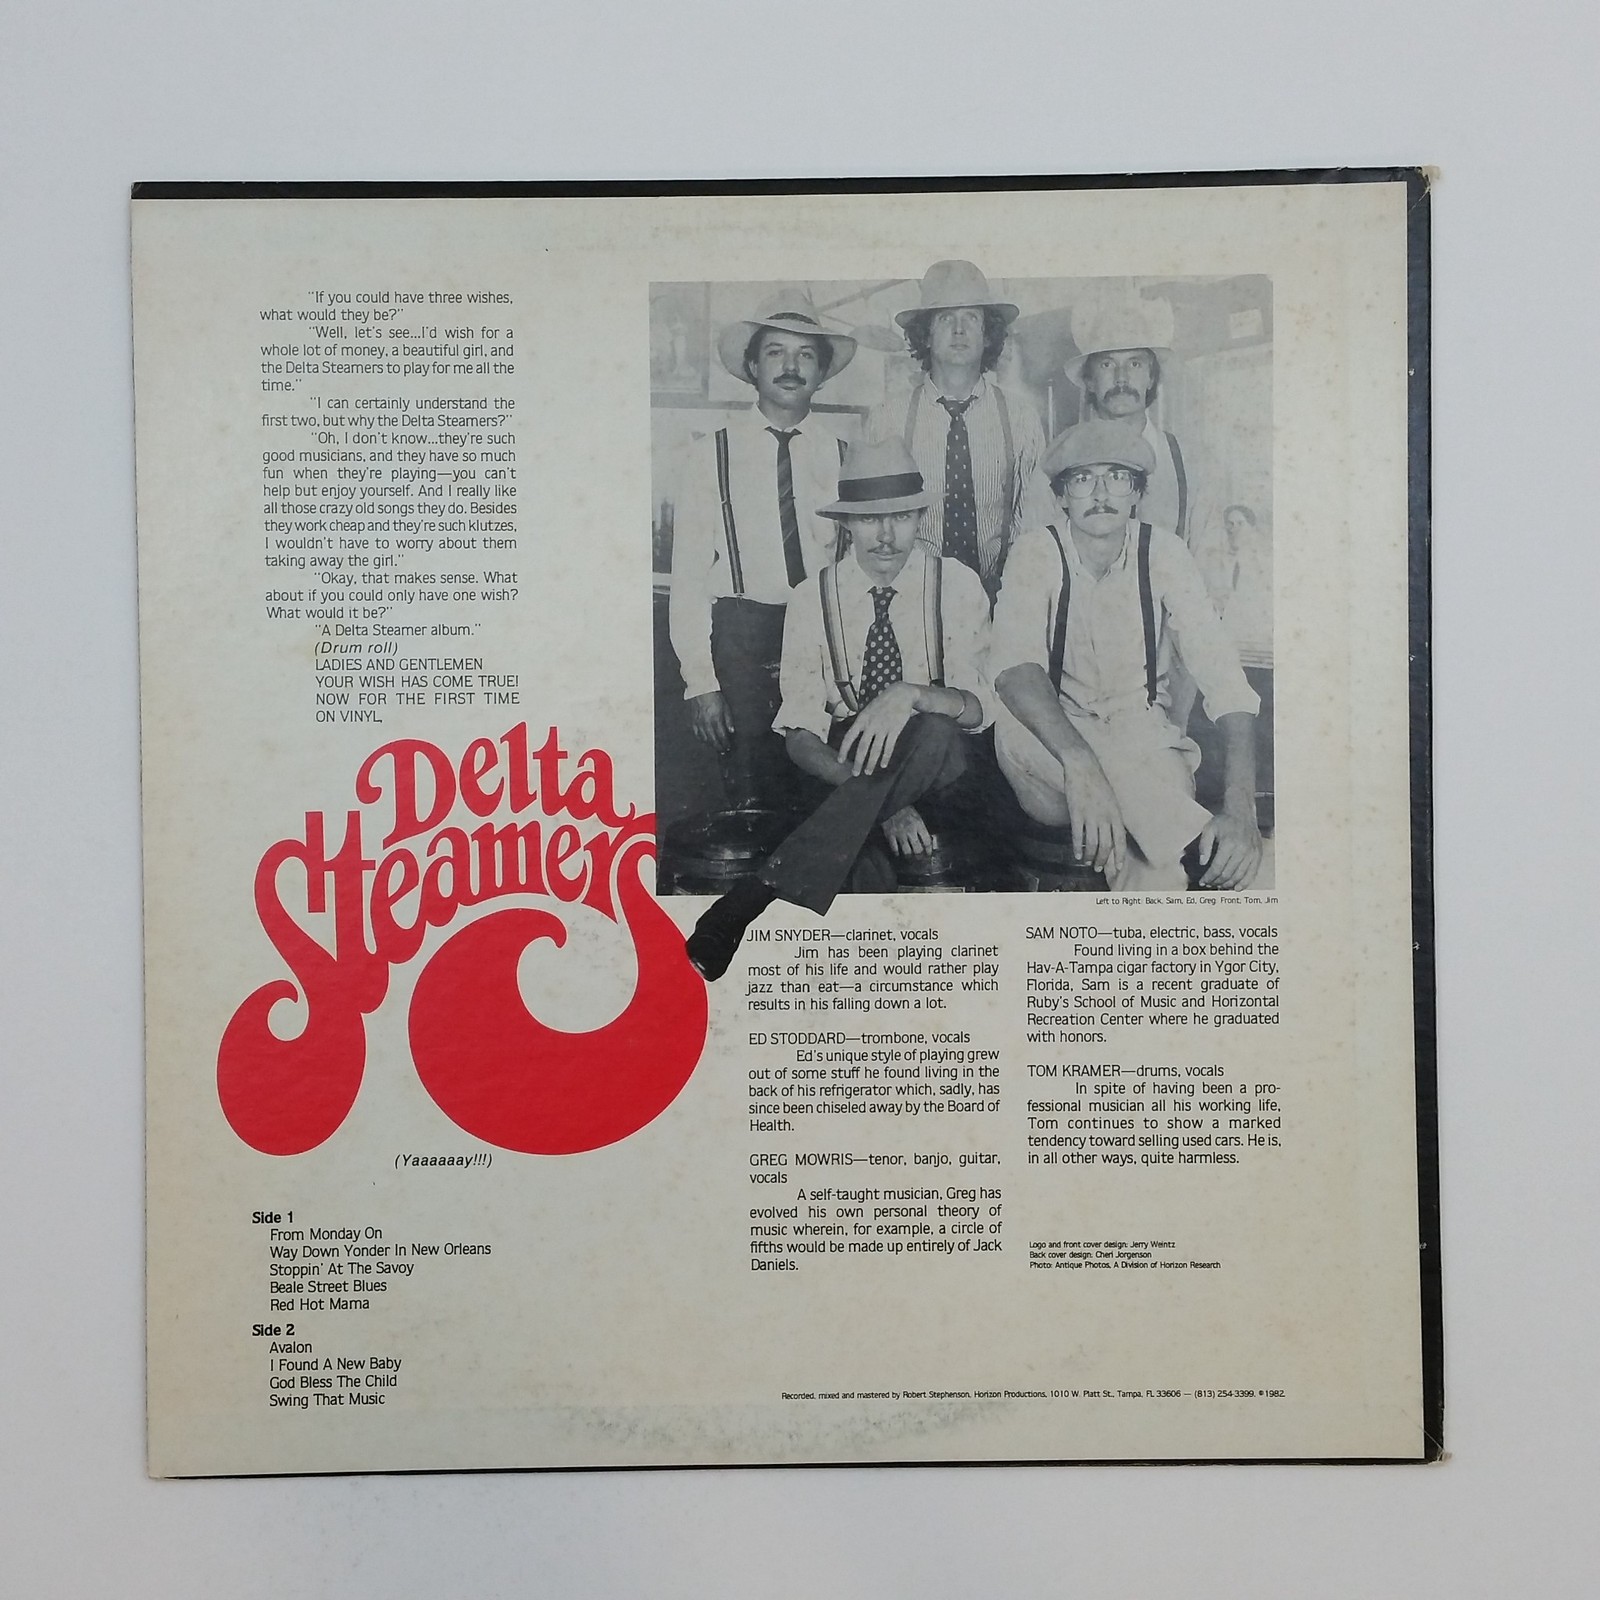 "If you could have three wishes,
what would they be?"
"Well, let's see...I'd wish for a
whole lot of money, a beautiful girl, and
the Delta Steamers to play for me all the
time."
"I can certainly understand the
first two, but why the Delta Steamers?"
"Oh, I don't know...they're such
good musicians, and they have so much
fun when they're playing—you can't
help but enjoy yourself. And I really like
all those crazy old songs they do. Besides
they work cheap and they're such klutzes,
I wouldn't have to worry about them
taking away the girl."
"Okay, that makes sense. What
about if you could only have one wish?
What would it be?"
"A Delta Steamer album."
(Drum roll)
LADIES AND GENTLEMEN
YOUR WISH HAS COME TRUE!
NOW FOR THE FIRST TIME
ON VINYL,
Delta
Steamers
(Yaaaaaay!!!)
Side 1
From Monday On
Way Down Yonder In New Orleans
Stoppin' At The Savoy
Beale Street Blues
Red Hot Mama
Side 2
Avalon
I Found A New Baby
God Bless The Child
Swing That Music
Left to Right: Back, Sam, Ed, Greg Front, Tom, Jim
JIM SNYDER—clarinet, vocals
Jim has been playing clarinet
most of his life and would rather play
jazz than eat—a circumstance which
results in his falling down a lot.
ED STODDARD—trombone, vocals
Ed's unique style of playing grew
out of some stuff he found living in the
back of his refrigerator which, sadly, has
since been chiseled away by the Board of
Health.
GREG MOWRIS—tenor, banjo, guitar,
vocals
A self-taught musician, Greg has
evolved his own personal theory of
music wherein, for example, a circle of
fifths would be made up entirely of Jack
Daniels.
SAM NOTO—tuba, electric, bass, vocals
Found living in a box behind the
Hav-A-Tampa cigar factory in Ygor City,
Florida, Sam is a recent graduate of
Ruby's School of Music and Horizontal
Recreation Center where he graduated
with honors.
TOM KRAMER—drums, vocals
In spite of having been a pro-
fessional musician all his working life,
Tom continues to show a marked
tendency toward selling used cars. He is,
in all other ways, quite harmless.
Logo and front cover design: Jerry Weintz
Back cover design: Cheri Jorgenson
Photo: Antique Photos, A Division of Horizon Research
Recorded, mixed and mastered by Robert Stephenson, Horizon Productions, 1010 W. Platt St., Tampa, FL 33606 — (813) 254-3399. ©1982